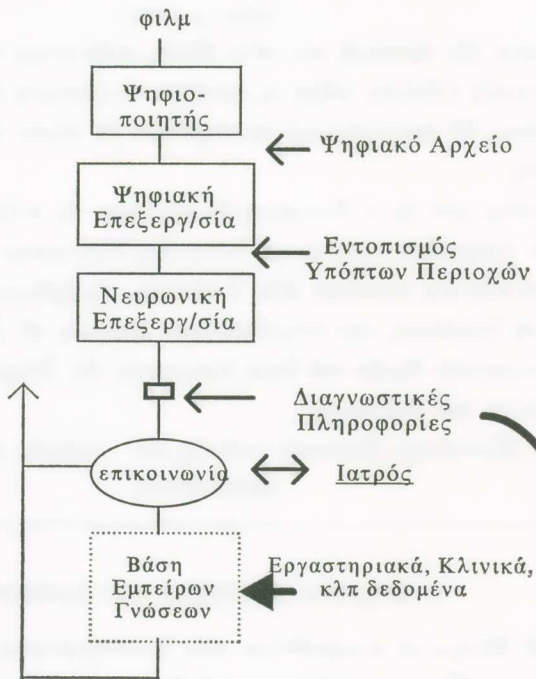 φιλμ
Ψηφιο-
ποιητής
Ψηφιακό Αρχείο
Ψηφιακή
Επεξεργ/σία
Εντοπισμός
Υπόπτων Περιοχών
Νευρωνική
Επεξεργ/σία
Διαγνωστικές
Πληροφορίες
επικοινωνία
Ιατρός
Βάση
Εμπείρων
Γνώσεων
Εργαστηριακά, Κλινικά,
κλπ δεδομένα